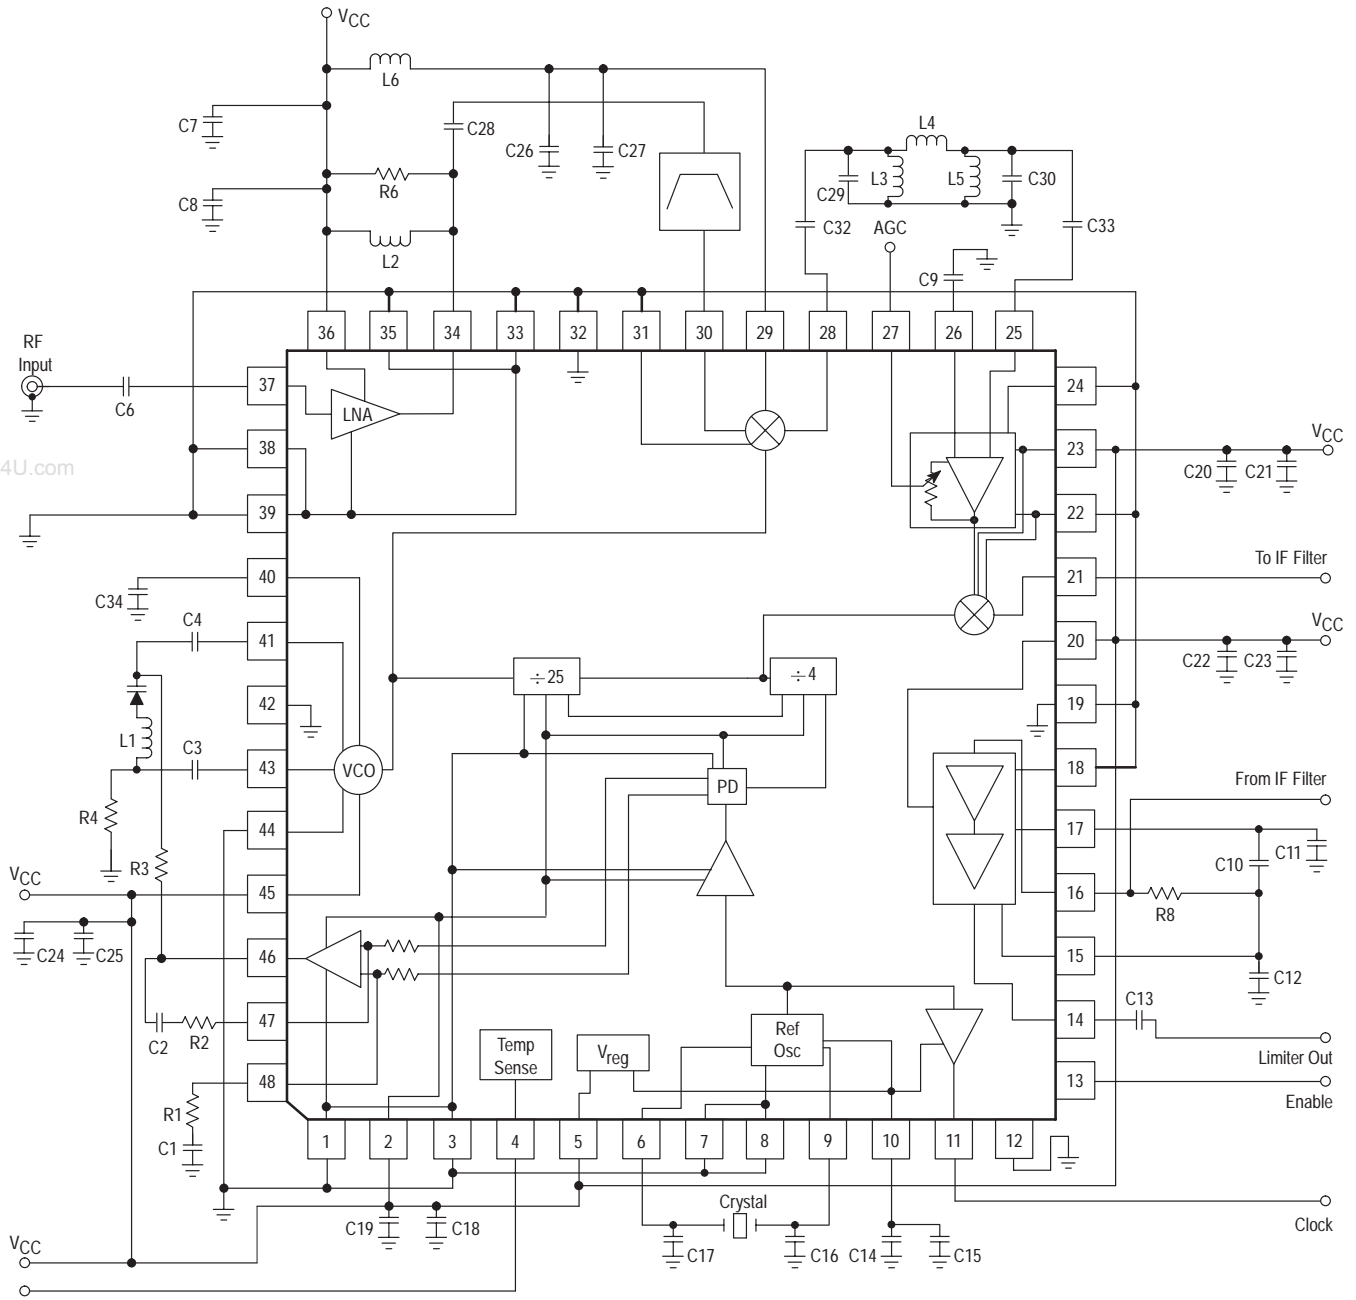 VCC
L6
C7
C28
C26
C27
L4
L3
L5
C29
C30
R6
C8
C32
AGC
C33
L2
C9
36
35
34
33
32
31
30
29
28
27
26
25
RF
Input
C6
37
LNA
24
38
23
VCC
4U.com
C20
C21
39
22
40
21
To IF Filter
C34
C4
41
20
VCC
C22
C23
÷25
÷4
42
19
L1
C3
43
VCO
PD
18
From IF Filter
R4
44
17
C10
C11
R3
VCC
45
16
R8
C24
C25
46
15
C12
C13
C2
R2
47
Temp
Sense
Vreg
Ref
Osc
14
Limiter Out
48
13
Enable
R1
C1
1
2
3
4
5
6
7
8
9
10
11
12
Crystal
C19
C18
C17
C16
C14
C15
Clock
VCC